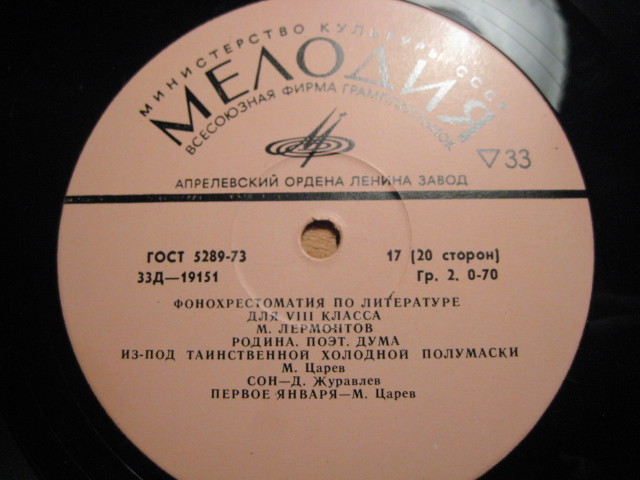 МИНИСТЕРСТВО КУЛЬТУРЫ СССР
МЕЛОДИЯ
ВСЕСОЮЗНАЯ ФИРМА ГРАМПЛАСТИНОК
▽33
АПРЕЛЕВСКИЙ ОРДЕНА ЛЕНИНА ЗАВОД
ГОСТ 5289-73 17 (20 сторон)
33Д—19151 Гр. 2. 0-70
ФОНОХРЕСТОМАТИЯ ПО ЛИТЕРАТУРЕ
ДЛЯ VIII КЛАССА
М. ЛЕРМОНТОВ
РОДИНА. ПОЭТ. ДУМА
ИЗ-ПОД ТАИНСТВЕННОЙ ХОЛОДНОЙ ПОЛУМАСКИ
М. Царев
СОН—Д. Журавлев
ПЕРВОЕ ЯНВАРЯ—М. Царев